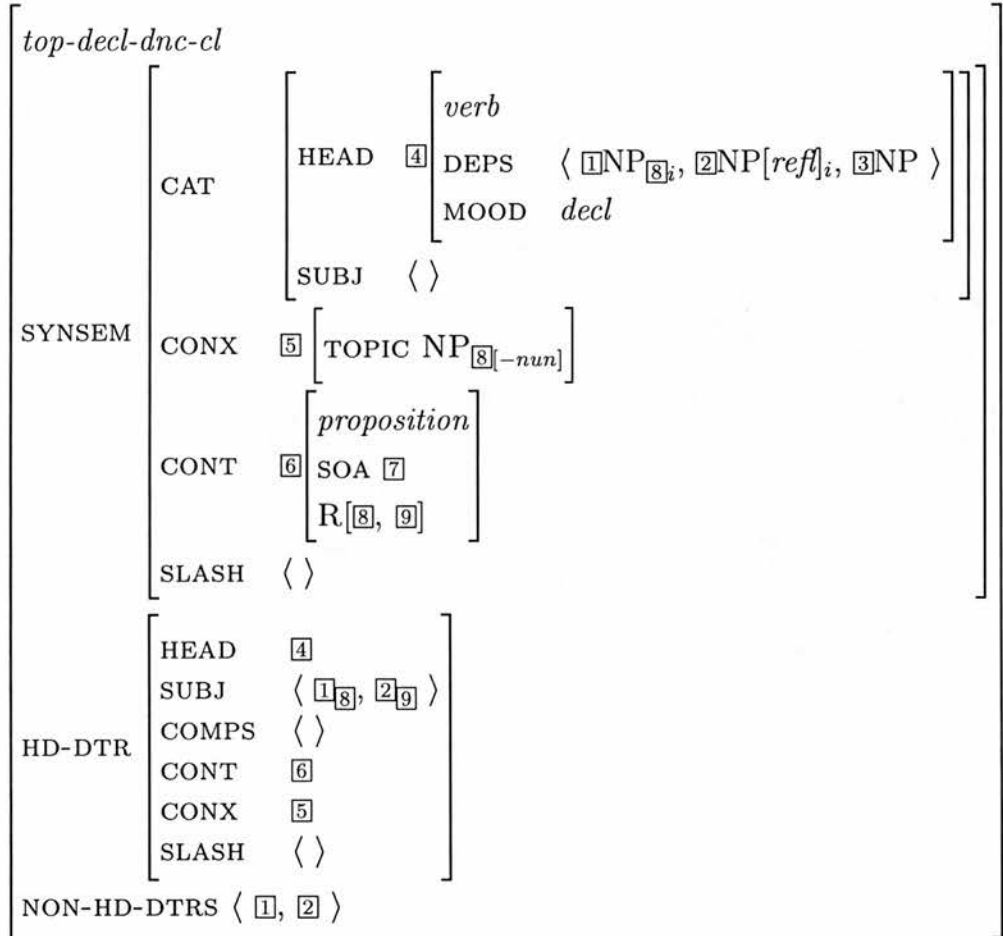 top-decl-dnc-cl
SYNSEM
CAT
HEAD 4
verb
DEPS ⟨ 1NP8i, 2NP[refl]i, 3NP ⟩
MOOD decl
SUBJ ⟨ ⟩
CONX 5 [TOPIC NP8[−nun]]
CONT 6
proposition
SOA 7
R[8, 9]
SLASH ⟨ ⟩
HD-DTR
HEAD 4
SUBJ ⟨ 18, 29 ⟩
COMPS ⟨ ⟩
CONT 6
CONX 5
SLASH ⟨ ⟩
NON-HD-DTRS ⟨ 1, 2 ⟩